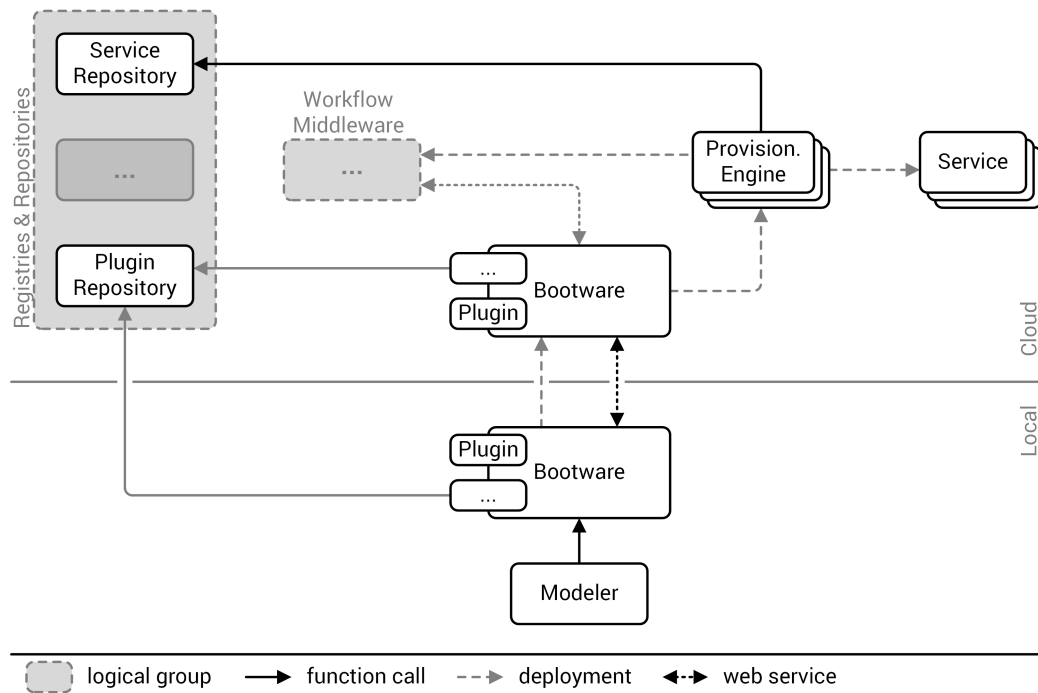 Service
Repository
...
Plugin
Repository
Registries & Repositories
Workflow
Middleware
...
Provision.
Engine
Service
...
Bootware
Plugin
Cloud
Local
Plugin
Bootware
...
Modeler
logical group
function call
deployment
web service